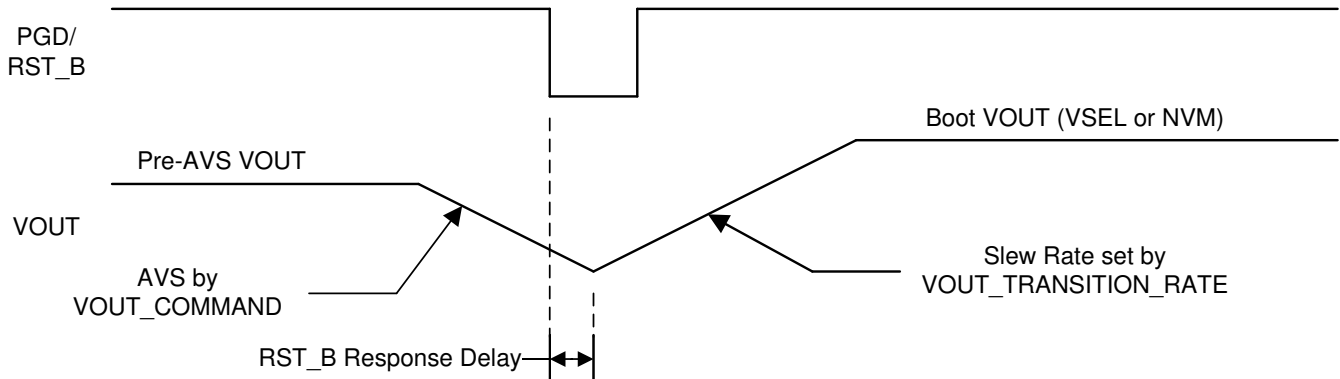 PGD/
RST_B
Boot VOUT (VSEL or NVM)
Pre-AVS VOUT
VOUT
AVS by
VOUT_COMMAND
Slew Rate set by
VOUT_TRANSITION_RATE
RST_B Response Delay